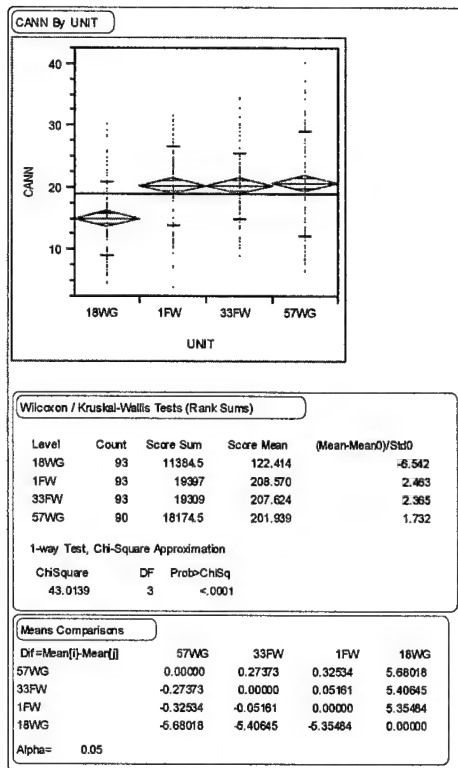 CANN By UNIT
40
30
20
10
CANN
18WG 1FW 33FW 57WG
UNIT
Wilcoxon / Kruskal-Wallis Tests (Rank Sums)
Level Count Score Sum Score Mean (Mean-Mean0)/Std0
18WG 93 11384.5 122.414 -6.542
1FW 93 19397 208.570 2.463
33FW 93 19309 207.624 2.365
57WG 90 18174.5 201.939 1.732
1-way Test, Chi-Square Approximation
ChiSquare DF Prob>ChiSq
43.0139 3 <.0001
Means Comparisons
Dif=Mean[i]-Mean[j] 57WG 33FW 1FW 18WG
57WG 0.00000 0.27373 0.32534 5.68018
33FW -0.27373 0.00000 0.05161 5.40645
1FW -0.32534 -0.05161 0.00000 5.35484
18WG -5.68018 -5.40645 -5.35484 0.00000
Alpha= 0.05